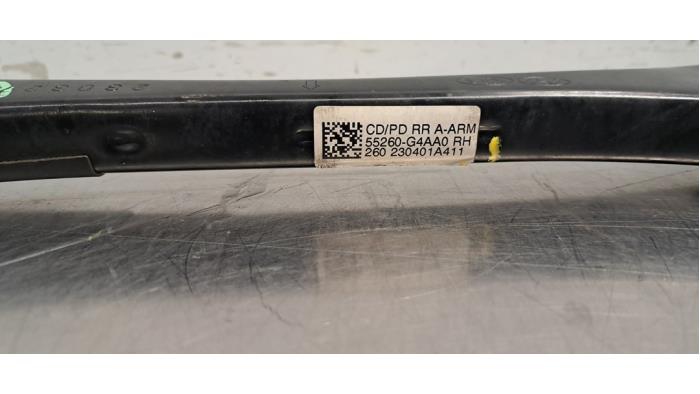 CD/PD RR A-ARM
55260-G4AA0 RH
260 230401A411